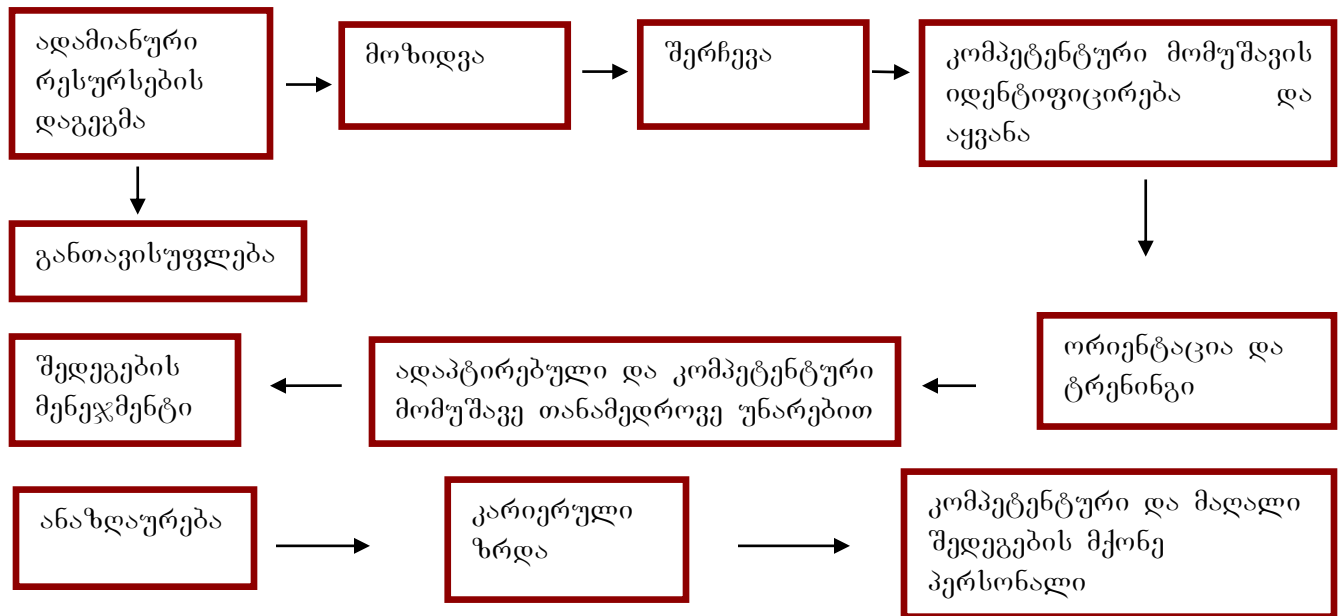 ადამიანური
რესურსების
დაგეგმა
მოზიდვა
შერჩევა
კომპეტენტური მომუშავის
იდენტიფიცირება და
აყვანა
განთავისუფლება
ორიენტაცია და
ტრენინგი
ადაპტირებული და კომპეტენტური
მომუშავე თანამედროვე უნარებით
შედეგების
მენეჯმენტი
ანაზღაურება
კარიერული
ზრდა
კომპეტენტური და მაღალი
შედეგების მქონე
პერსონალი